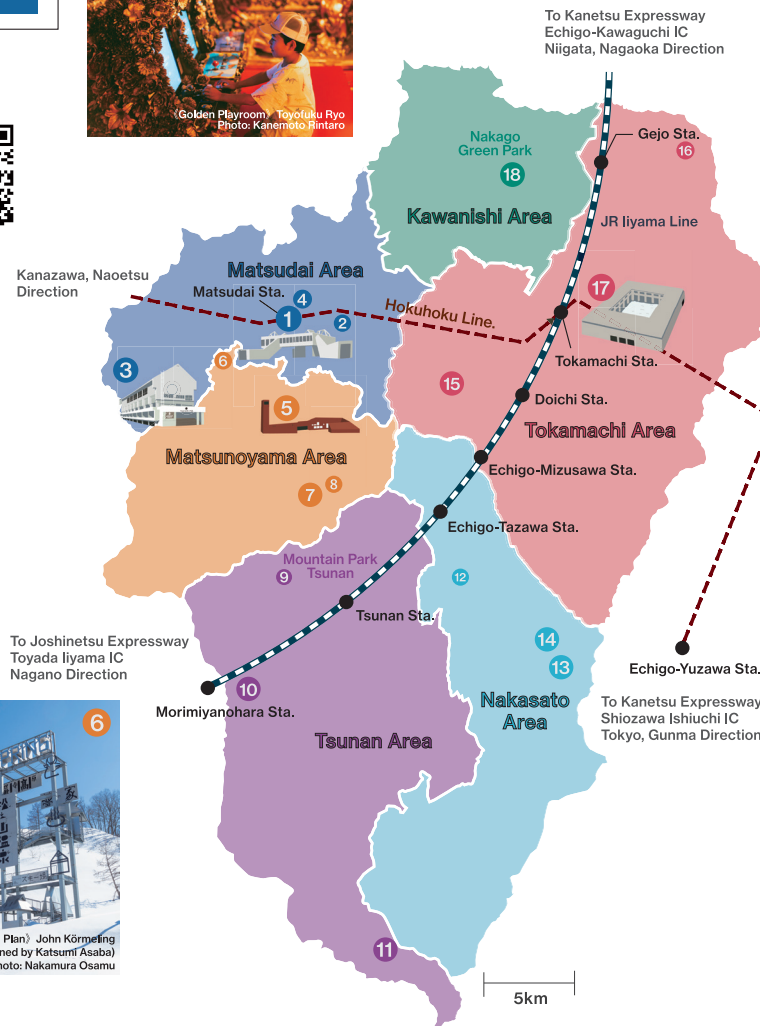 《Golden Playroom》 Toyofuku Ryo
Photo: Kanemoto Rintaro
To Kanetsu Expressway
Echigo-Kawaguchi IC
Niigata, Nagaoka Direction
Gejo Sta.
16
Nakago
Green Park
18
Kawanishi Area
JR Iiyama Line
Kanazawa, Naoetsu
Direction
Matsudai Area
Matsudai Sta.
4
1
2
Hokuhoku Line.
17
Tokamachi Sta.
3
6
15
5
Doichi Sta.
Tokamachi Area
Matsunoyama Area
Echigo-Mizusawa Sta.
7
8
Echigo-Tazawa Sta.
Mountain Park
Tsunan
9
12
Tsunan Sta.
To Joshinetsu Expressway
Toyada Iiyama IC
Nagano Direction
14
13
Echigo-Yuzawa Sta.
10
Morimiyanohara Sta.
Nakasato
Area
To Kanetsu Expressway
Shiozawa Ishiuchi IC
Tokyo, Gunma Direction
Tsunan Area
6
Plan》 John Körmeling
by Katsumi Asaba)
Nakamura Osamu
11
5km